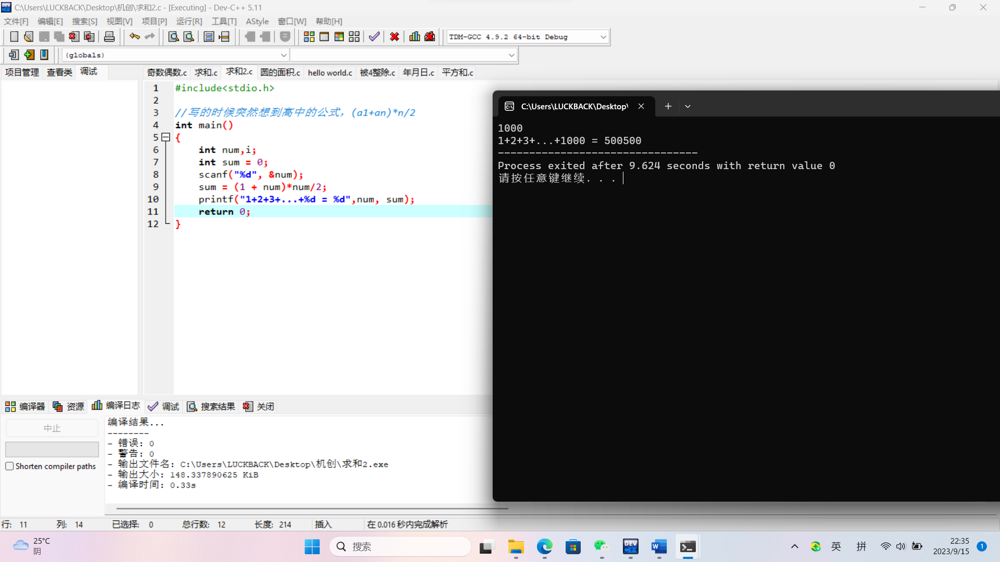 C:\Users\LUCKBACK\Desktop\机创\求和2.c - [Executing] - Dev-C++ 5.11
文件[F] 编辑[E] 搜索[S] 视图[V] 项目[P] 运行[R] 工具[T] AStyle 窗口[W] 帮助[H]
TDM-GCC 4.9.2 64-bit Debug
(globals)
项目管理 查看类 调试
奇数偶数.c 求和.c 求和2.c 圆的面积.c hello world.c 被4整除.c 年月日.c 平方和.c
1 #include<stdio.h>
2
3 //写的时候突然想到高中的公式，(a1+an)*n/2
4 int main()
5 {
6 int num,i;
7 int sum = 0;
8 scanf("%d", &num);
9 sum = (1 + num)*num/2;
10 printf("1+2+3+...+%d = %d",num, sum);
11 return 0;
12 }
C:\Users\LUCKBACK\Desktop\
1000
1+2+3+...+1000 = 500500
--------------------------------
Process exited after 9.624 seconds with return value 0
请按任意键继续. . .
编译器 资源 编译日志 调试 搜索结果 关闭
中止
Shorten compiler paths
编译结果...
--------
- 错误: 0
- 警告: 0
- 输出文件名: C:\Users\LUCKBACK\Desktop\机创\求和2.exe
- 输出大小: 148.337890625 KiB
- 编译时间: 0.33s
行: 11 列: 14 已选择: 0 总行数: 12 长度: 214 插入 在 0.016 秒内完成解析
25°C
阴
搜索
DEV
C++
W
英 拼
22:35
2023/9/15
1